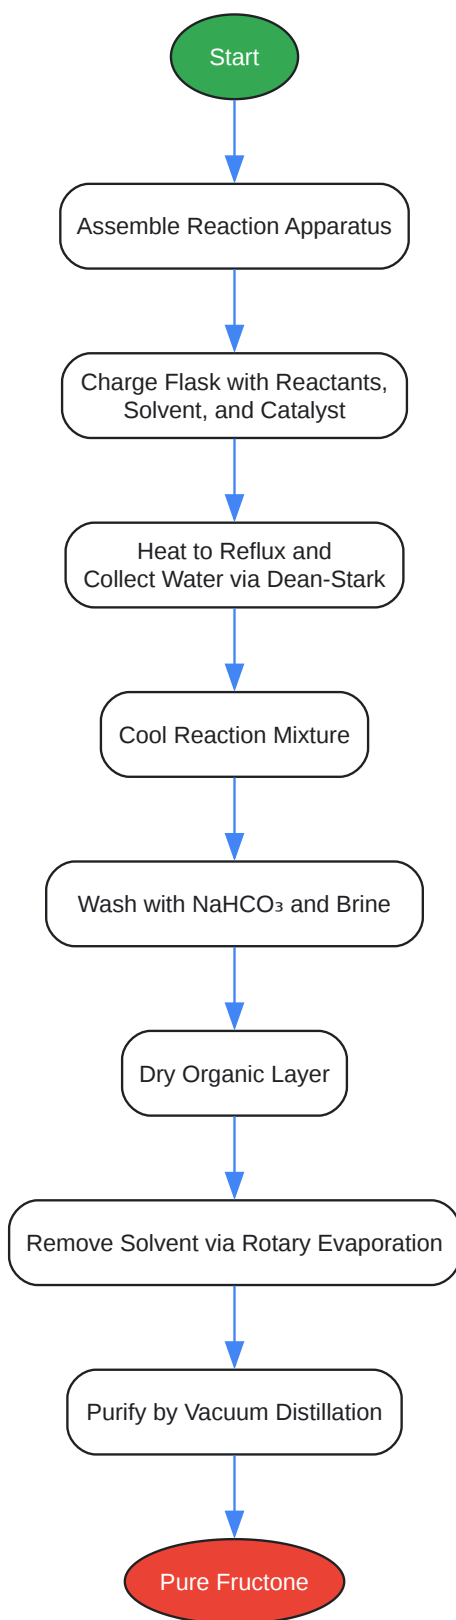 Start
Assemble Reaction Apparatus
Charge Flask with Reactants,
Solvent, and Catalyst
Heat to Reflux and
Collect Water via Dean-Stark
Cool Reaction Mixture
Wash with NaHCO₃ and Brine
Dry Organic Layer
Remove Solvent via Rotary Evaporation
Purify by Vacuum Distillation
Pure Fructone